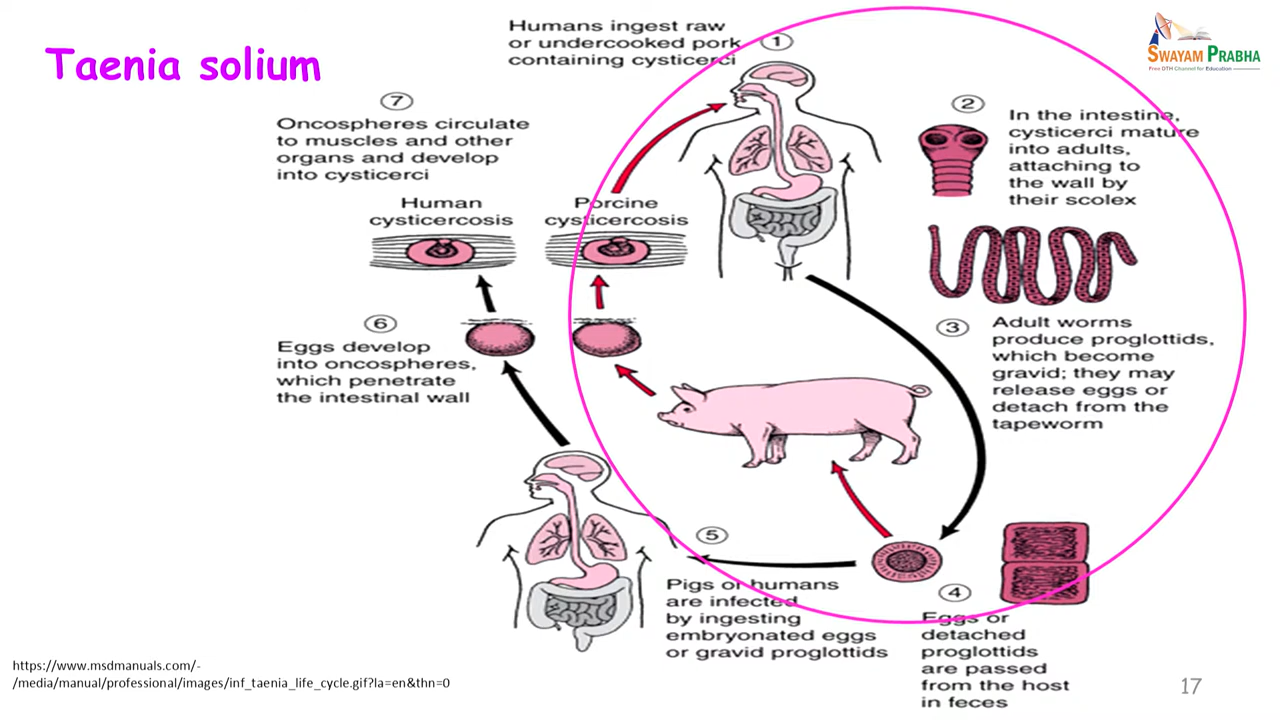 Taenia solium
SWAYAM PRABHA
Free DTH Channel for Education
1
Humans ingest raw
or undercooked pork
containing cysticerci
2
In the intestine,
cysticerci mature
into adults,
attaching to
the wall by
their scolex
3
Adult worms
produce proglottids,
which become
gravid; they may
release eggs or
detach from the
tapeworm
4
Eggs or
detached
proglottids
are passed
from the host
in feces
5
Pigs or humans
are infected
by ingesting
embryonated eggs
or gravid proglottids
6
Eggs develop
into oncospheres,
which penetrate
the intestinal wall
7
Oncospheres circulate
to muscles and other
organs and develop
into cysticerci
Human
cysticercosis
Porcine
cysticercosis
https://www.msdmanuals.com/-
/media/manual/professional/images/inf_taenia_life_cycle.gif?la=en&thn=0
17